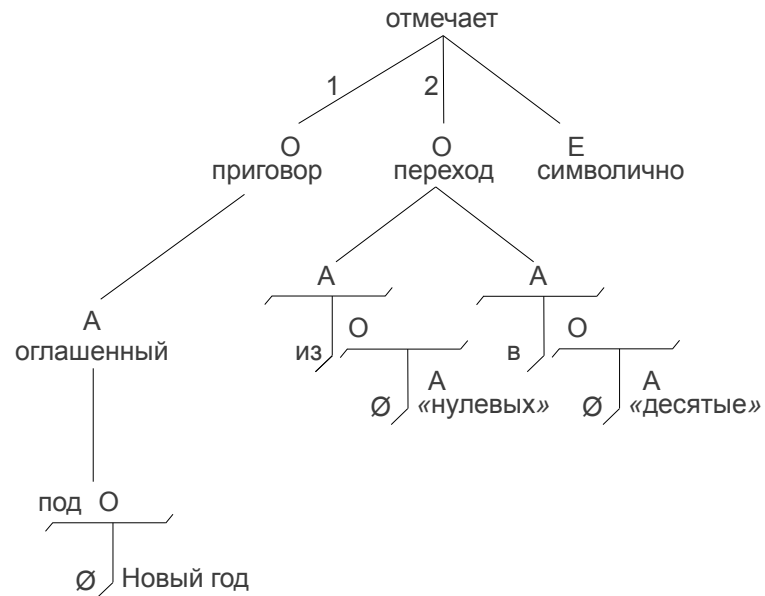 отмечает
1 2
О О Е
приговор переход символично
А А
А
О О
оглашенный из в
А А
Ø «нулевых» Ø «десятые»
под О
Ø Новый год